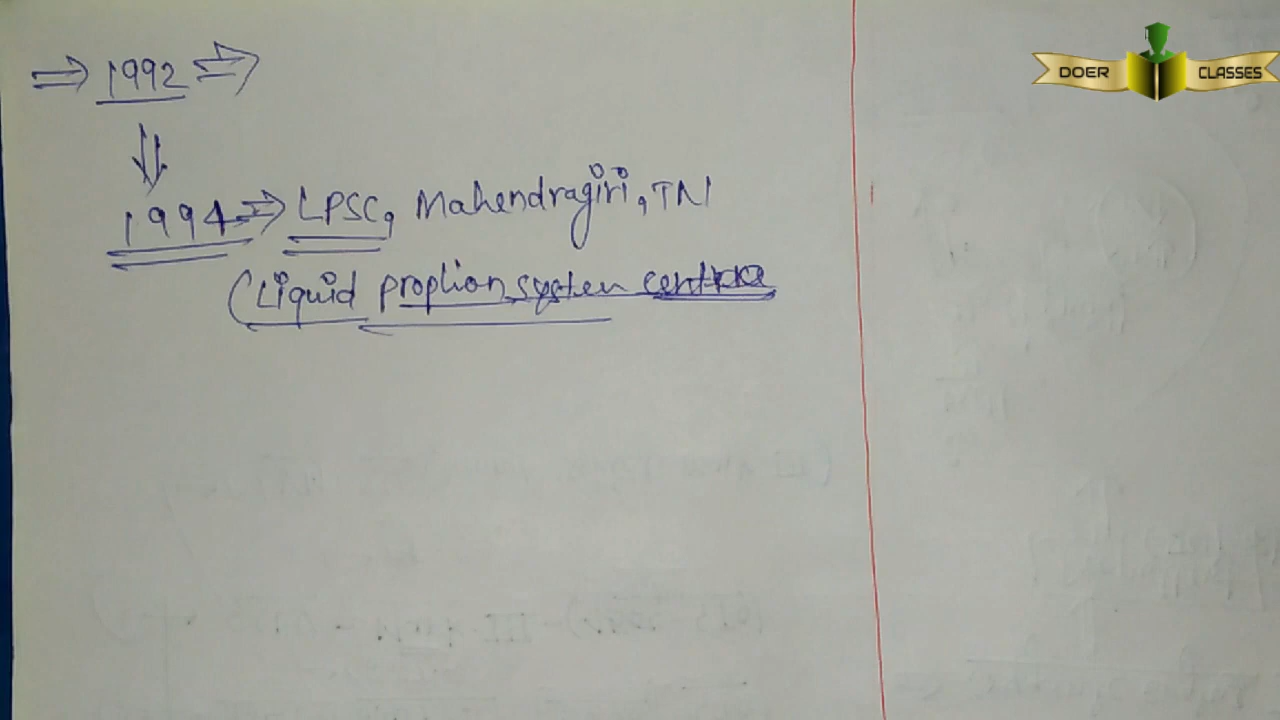 ⇒ 1992 ⇒
DOER CLASSES
⇓
1994 ⇒ LPSC, Mahendragiri, TN
(Liquid proplion system centre